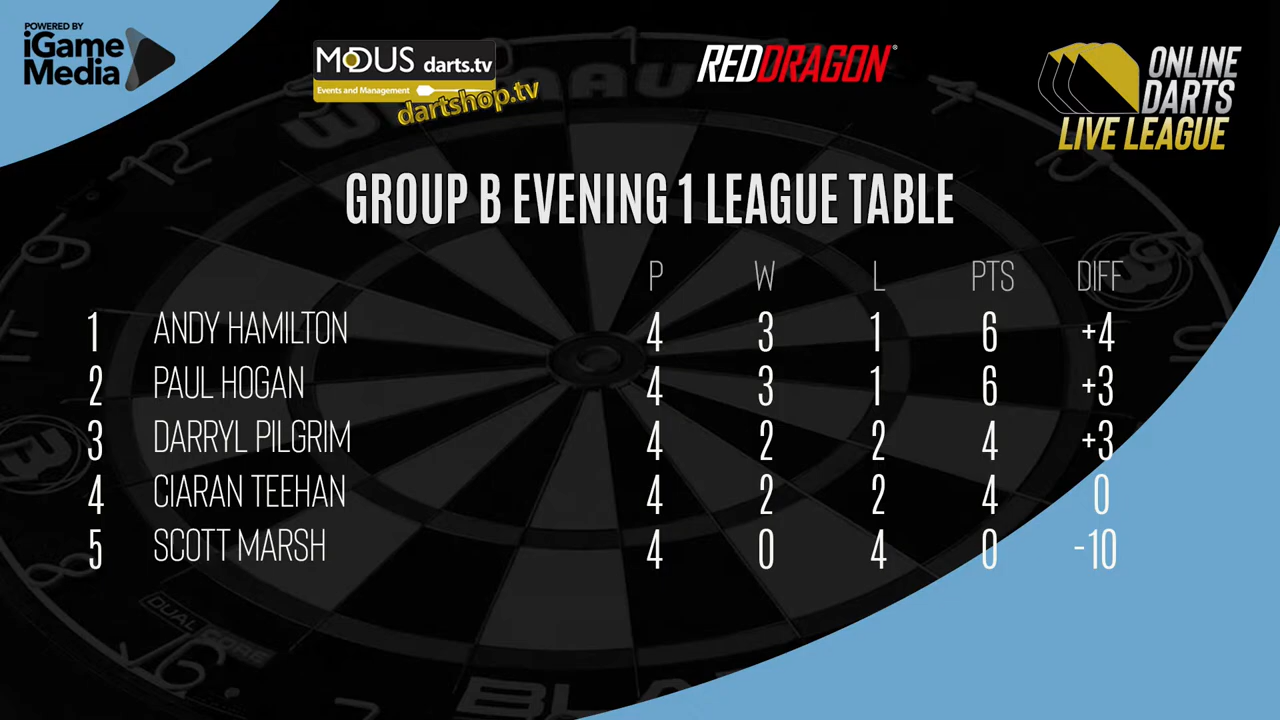 POWERED BY
iGame
Media
MODUS darts.tv
Events and Management
dartshop.tv
REDDRAGON®
ONLINE
DARTS
LIVE LEAGUE
GROUP B EVENING 1 LEAGUE TABLE
P W L PTS DIFF
1 ANDY HAMILTON 4 3 1 6 +4
2 PAUL HOGAN 4 3 1 6 +3
3 DARRYL PILGRIM 4 2 2 4 +3
4 CIARAN TEEHAN 4 2 2 4 0
5 SCOTT MARSH 4 0 4 0 -10
DUAL CORE